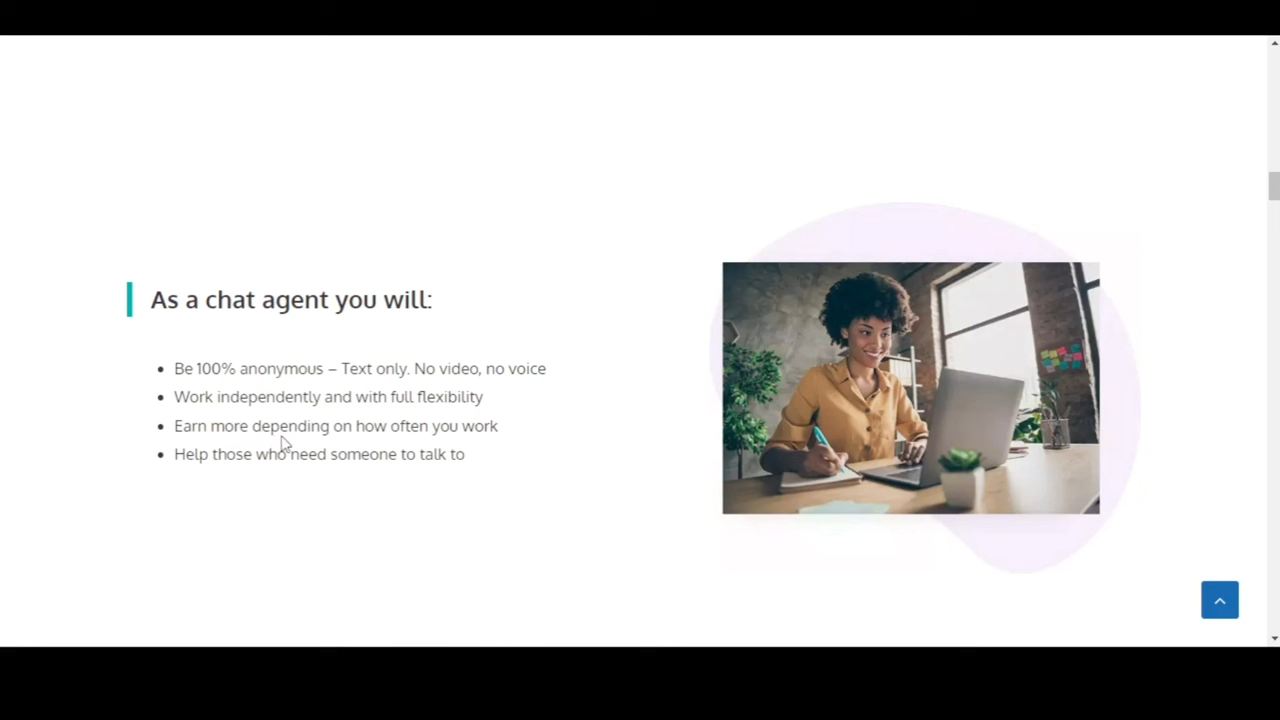 As a chat agent you will:
Be 100% anonymous – Text only. No video, no voice
Work independently and with full flexibility
Earn more depending on how often you work
Help those who need someone to talk to